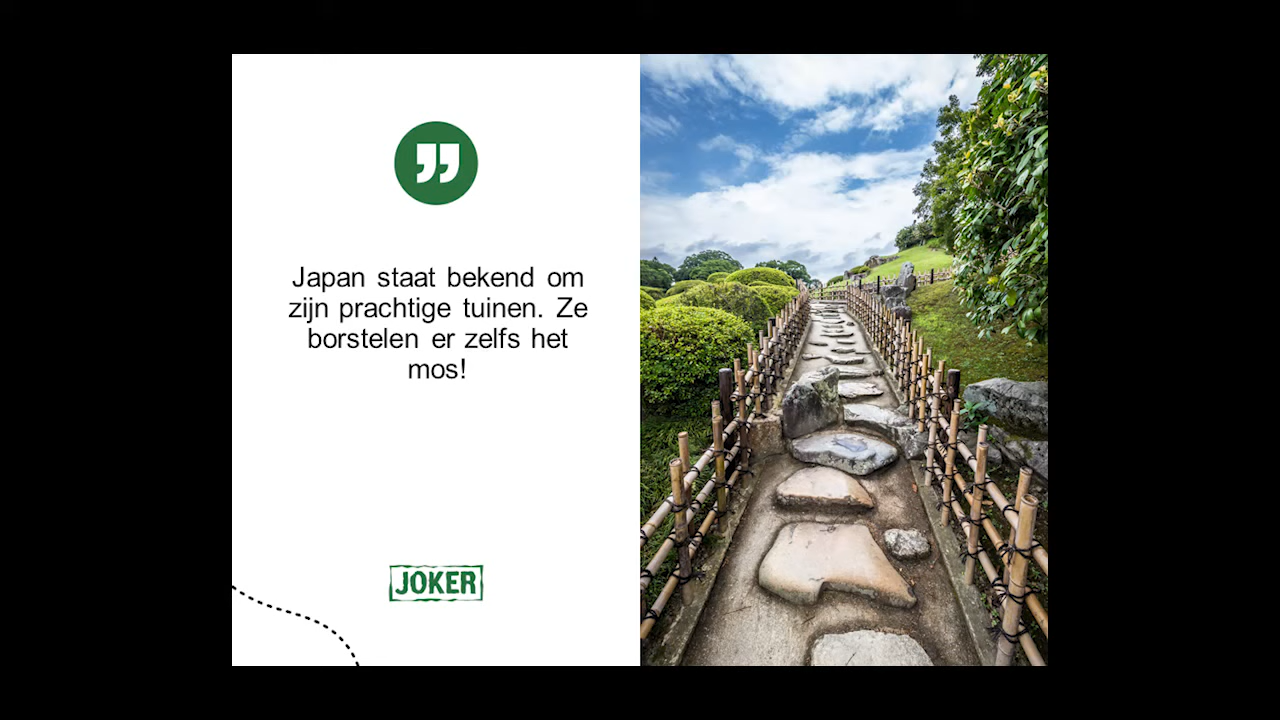 Japan staat bekend om
zijn prachtige tuinen. Ze
borstelen er zelfs het
mos!
JOKER